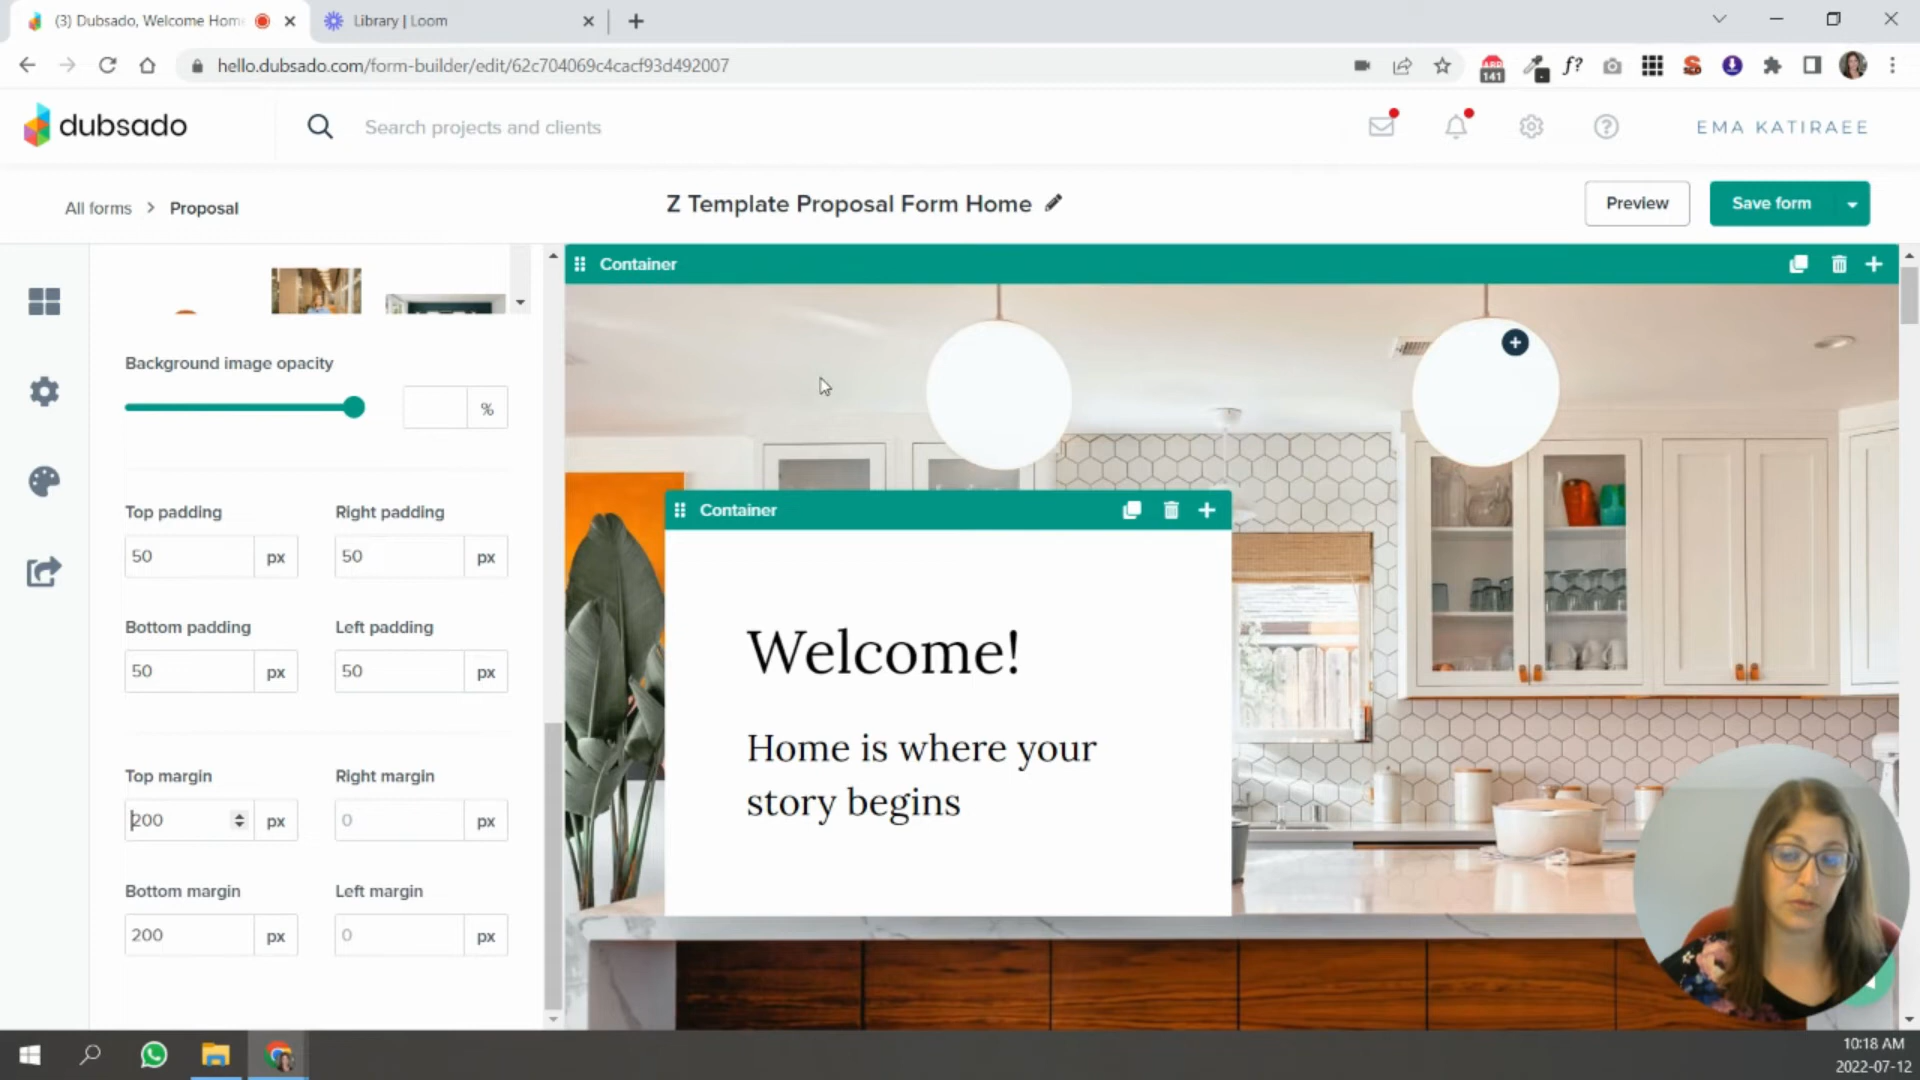 (3) Dubsado, Welcome Hom
Library | Loom
hello.dubsado.com/form-builder/edit/62c704069c4cacf93d492007
141
f?
dubsado
Search projects and clients
EMA KATIRAEE
All forms > Proposal
Z Template Proposal Form Home
Preview
Save form
Container
Background image opacity
%
Container
Top padding
Right padding
50 px
50 px
Bottom padding
Left padding
50 px
50 px
Welcome!
Home is where your
story begins
Top margin
Right margin
200 px
0 px
Bottom margin
Left margin
200 px
0 px
10:18 AM
2022-07-12